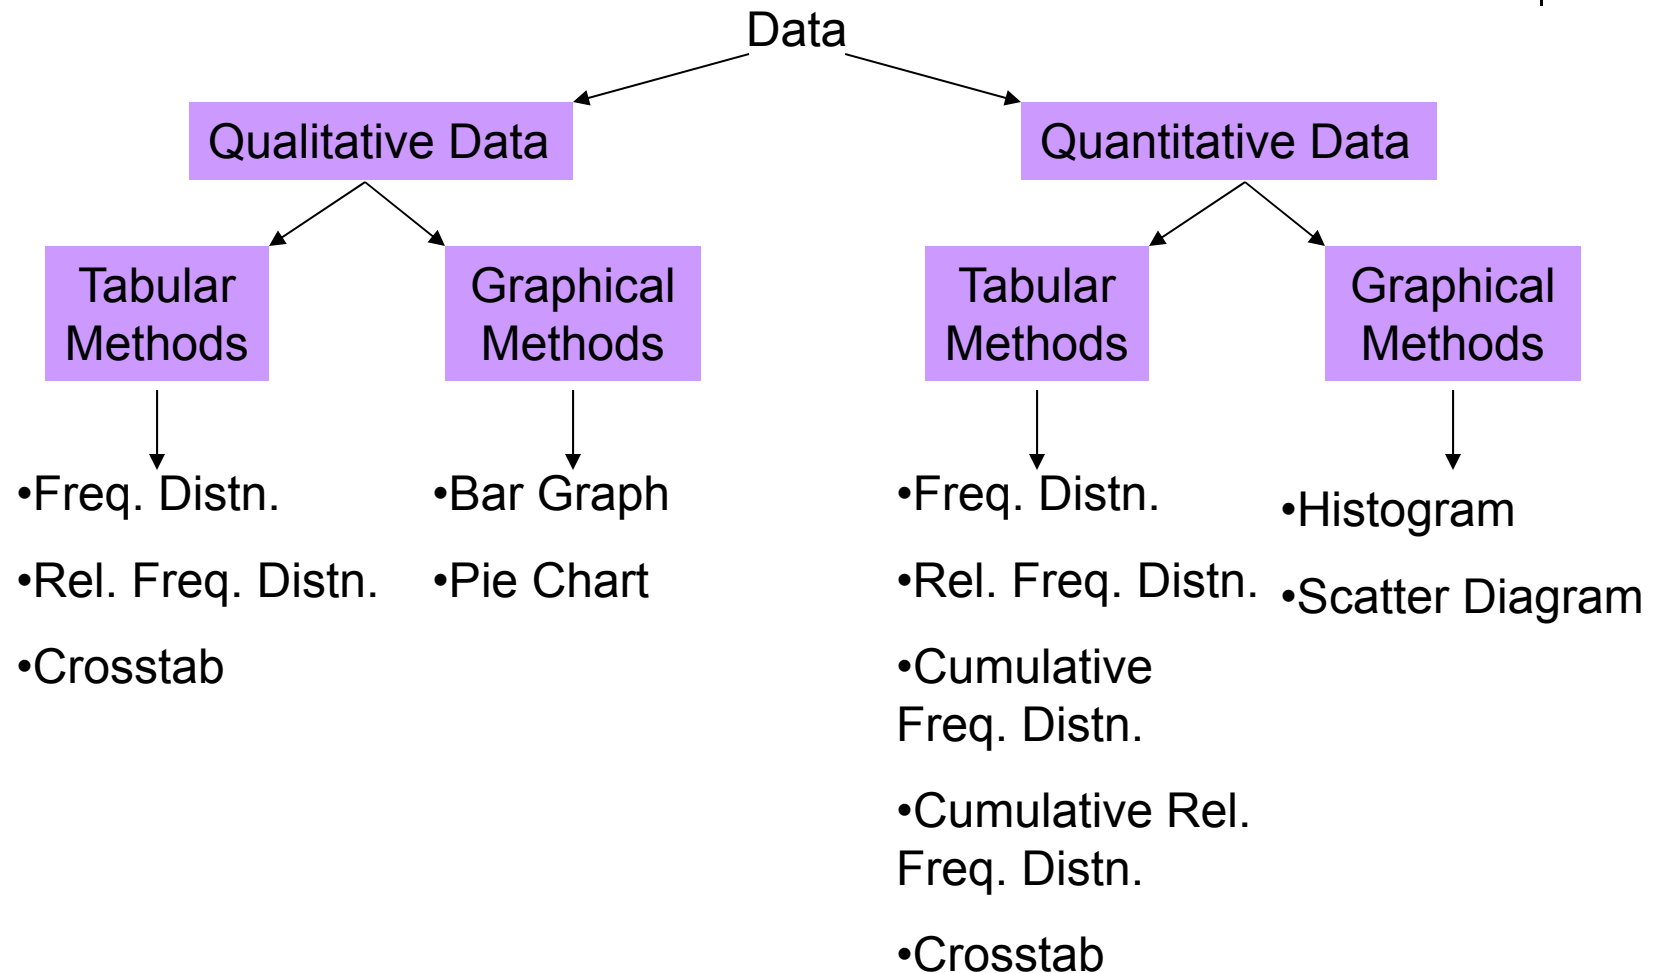 Data
Qualitative Data
Quantitative Data
Tabular
Methods
Graphical
Methods
Tabular
Methods
Graphical
Methods
•Freq. Distn.
•Rel. Freq. Distn.
•Crosstab
•Bar Graph
•Pie Chart
•Freq. Distn.
•Rel. Freq. Distn.
•Cumulative
Freq. Distn.
•Cumulative Rel.
Freq. Distn.
•Crosstab
•Histogram
•Scatter Diagram